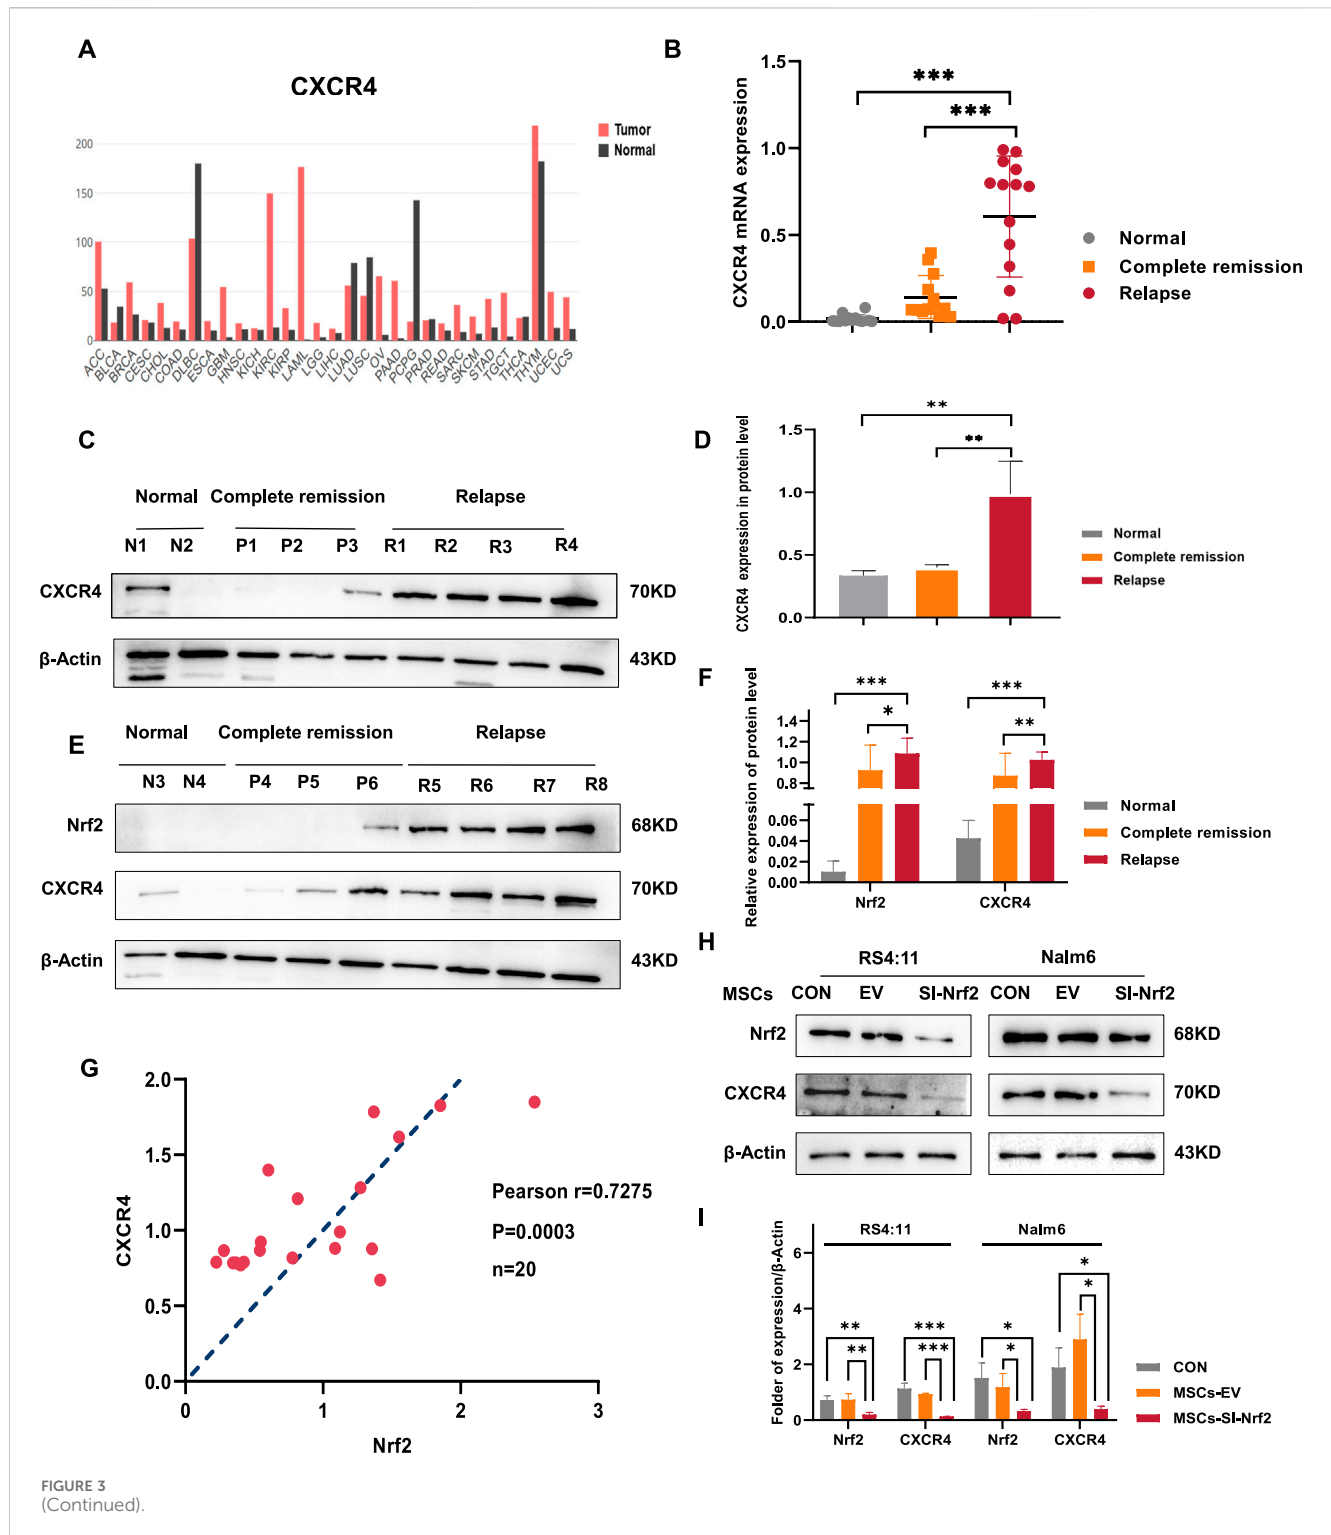 A
CXCR4
Tumor
Normal
200
150
100
50
0
ACC
BLCA
BRCA
CESC
CHOL
COAD
DLBC
ESCA
GBM
HNSC
KICH
KIRC
KIRP
LAML
LGG
LIHC
LUAD
LUSC
OV
PAAD
PCPG
PRAD
READ
SARC
SKCM
STAD
TGCT
THCA
THYM
UCEC
UCS
B
CXCR4 mRNA expression
1.5
1.0
0.5
0.0
***
***
Normal
Complete remission
Relapse
C
Normal Complete remission Relapse
N1 N2 P1 P2 P3 R1 R2 R3 R4
CXCR4 70KD
β-Actin 43KD
D
CXCR4 expression in protein level
1.5
1.0
0.5
0.0
**
**
Normal
Complete remission
Relapse
E
Normal Complete remission Relapse
N3 N4 P4 P5 P6 R5 R6 R7 R8
Nrf2 68KD
CXCR4 70KD
β-Actin 43KD
F
Relative expression of protein level
1.4
1.2
1.0
0.8
0.06
0.04
0.02
0.00
***
*
***
**
Nrf2 CXCR4
Normal
Complete remission
Relapse
G
CXCR4
2.0
1.5
1.0
0.5
0.0
0 1 2 3
Nrf2
Pearson r=0.7275
P=0.0003
n=20
H
RS4:11 Nalm6
MSCs CON EV SI-Nrf2 CON EV SI-Nrf2
Nrf2 68KD
CXCR4 70KD
β-Actin 43KD
I
RS4:11 Nalm6
Folder of expression/β-Actin
6
4
2
0
**
**
***
***
*
*
*
*
Nrf2 CXCR4 Nrf2 CXCR4
CON
MSCs-EV
MSCs-SI-Nrf2
FIGURE 3
(Continued).